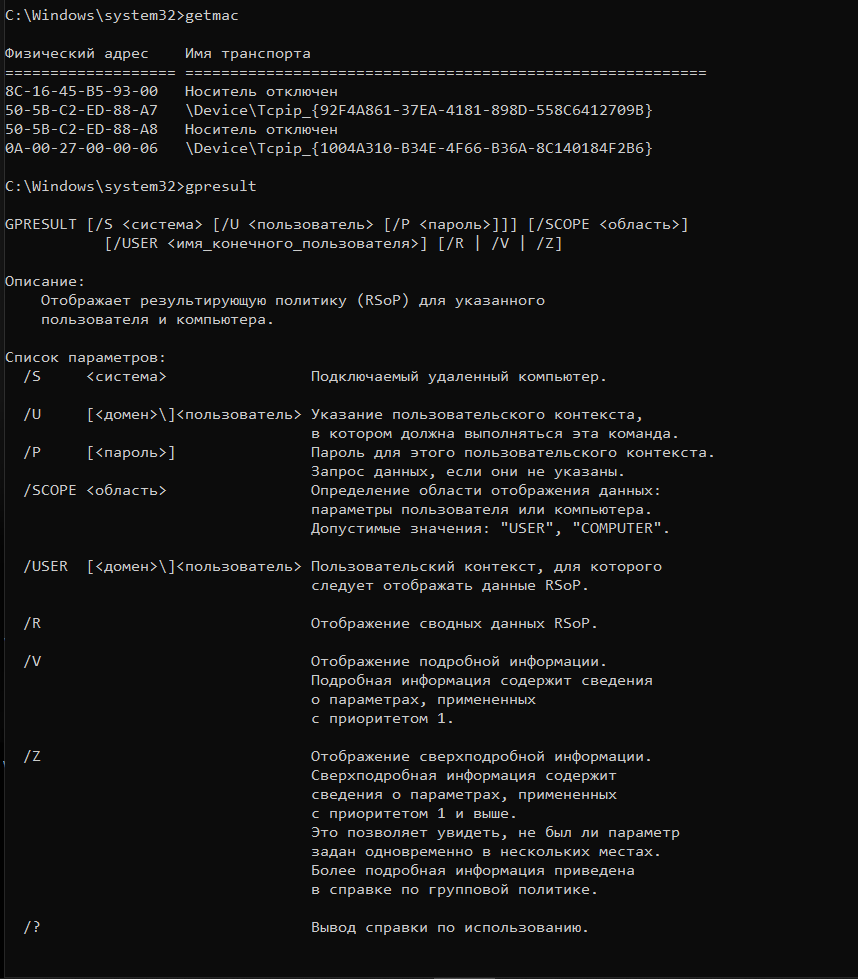 C:\Windows\system32>getmac
Физический адрес    Имя транспорта
=================== ==========================================================
8C-16-45-B5-93-00   Носитель отключен
50-5B-C2-ED-88-A7   \Device\Tcpip_{92F4A861-37EA-4181-898D-558C6412709B}
50-5B-C2-ED-88-A8   Носитель отключен
0A-00-27-00-00-06   \Device\Tcpip_{1004A310-B34E-4F66-B36A-8C140184F2B6}
C:\Windows\system32>gpresult
GPRESULT [/S <система> [/U <пользователь> [/P <пароль>]]] [/SCOPE <область>]
           [/USER <имя_конечного_пользователя>] [/R | /V | /Z]
Описание:
    Отображает результирующую политику (RSoP) для указанного
    пользователя и компьютера.
Список параметров:
  /S     <система>                Подключаемый удаленный компьютер.
  /U     [<домен>\]<пользователь> Указание пользовательского контекста,
                                  в котором должна выполняться эта команда.
  /P     [<пароль>]               Пароль для этого пользовательского контекста.
                                  Запрос данных, если они не указаны.
  /SCOPE <область>                Определение области отображения данных:
                                  параметры пользователя или компьютера.
                                  Допустимые значения: "USER", "COMPUTER".
  /USER  [<домен>\]<пользователь> Пользовательский контекст, для которого
                                  следует отображать данные RSoP.
  /R                              Отображение сводных данных RSoP.
  /V                              Отображение подробной информации.
                                  Подробная информация содержит сведения
                                  о параметрах, примененных
                                  с приоритетом 1.
  /Z                              Отображение сверхподробной информации.
                                  Сверхподробная информация содержит
                                  сведения о параметрах, примененных
                                  с приоритетом 1 и выше.
                                  Это позволяет увидеть, не был ли параметр
                                  задан одновременно в нескольких местах.
                                  Более подробная информация приведена
                                  в справке по групповой политике.
  /?                              Вывод справки по использованию.